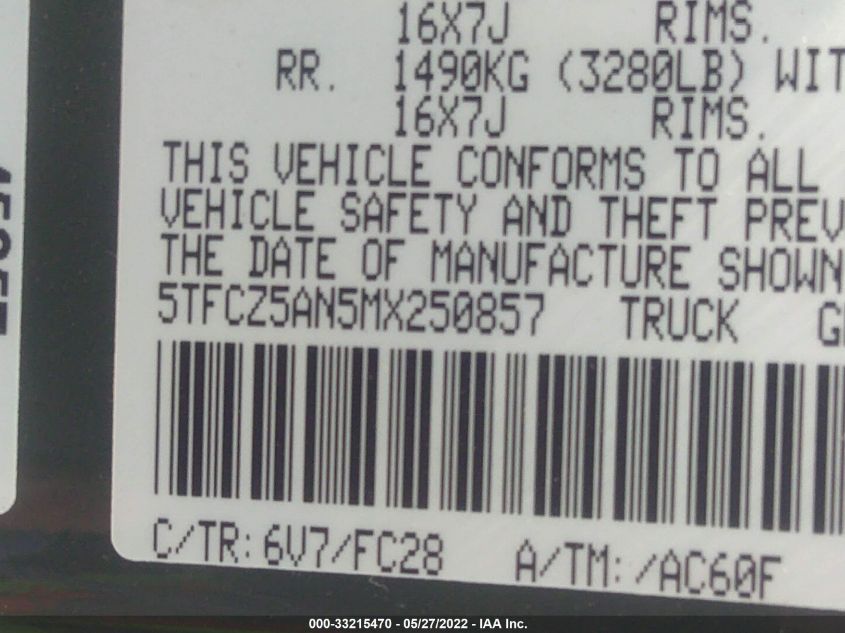 16X7J RIMS.
RR. 1490KG (3280LB) WIT
16X7J RIMS.
THIS VEHICLE CONFORMS TO ALL
VEHICLE SAFETY AND THEFT PREV
THE DATE OF MANUFACTURE SHOWN
5TFCZ5AN5MX250857 TRUCK
C/TR: 6V7/FC28 A/TM: /AC60F
000-33215470 - 05/27/2022 - IAA Inc.